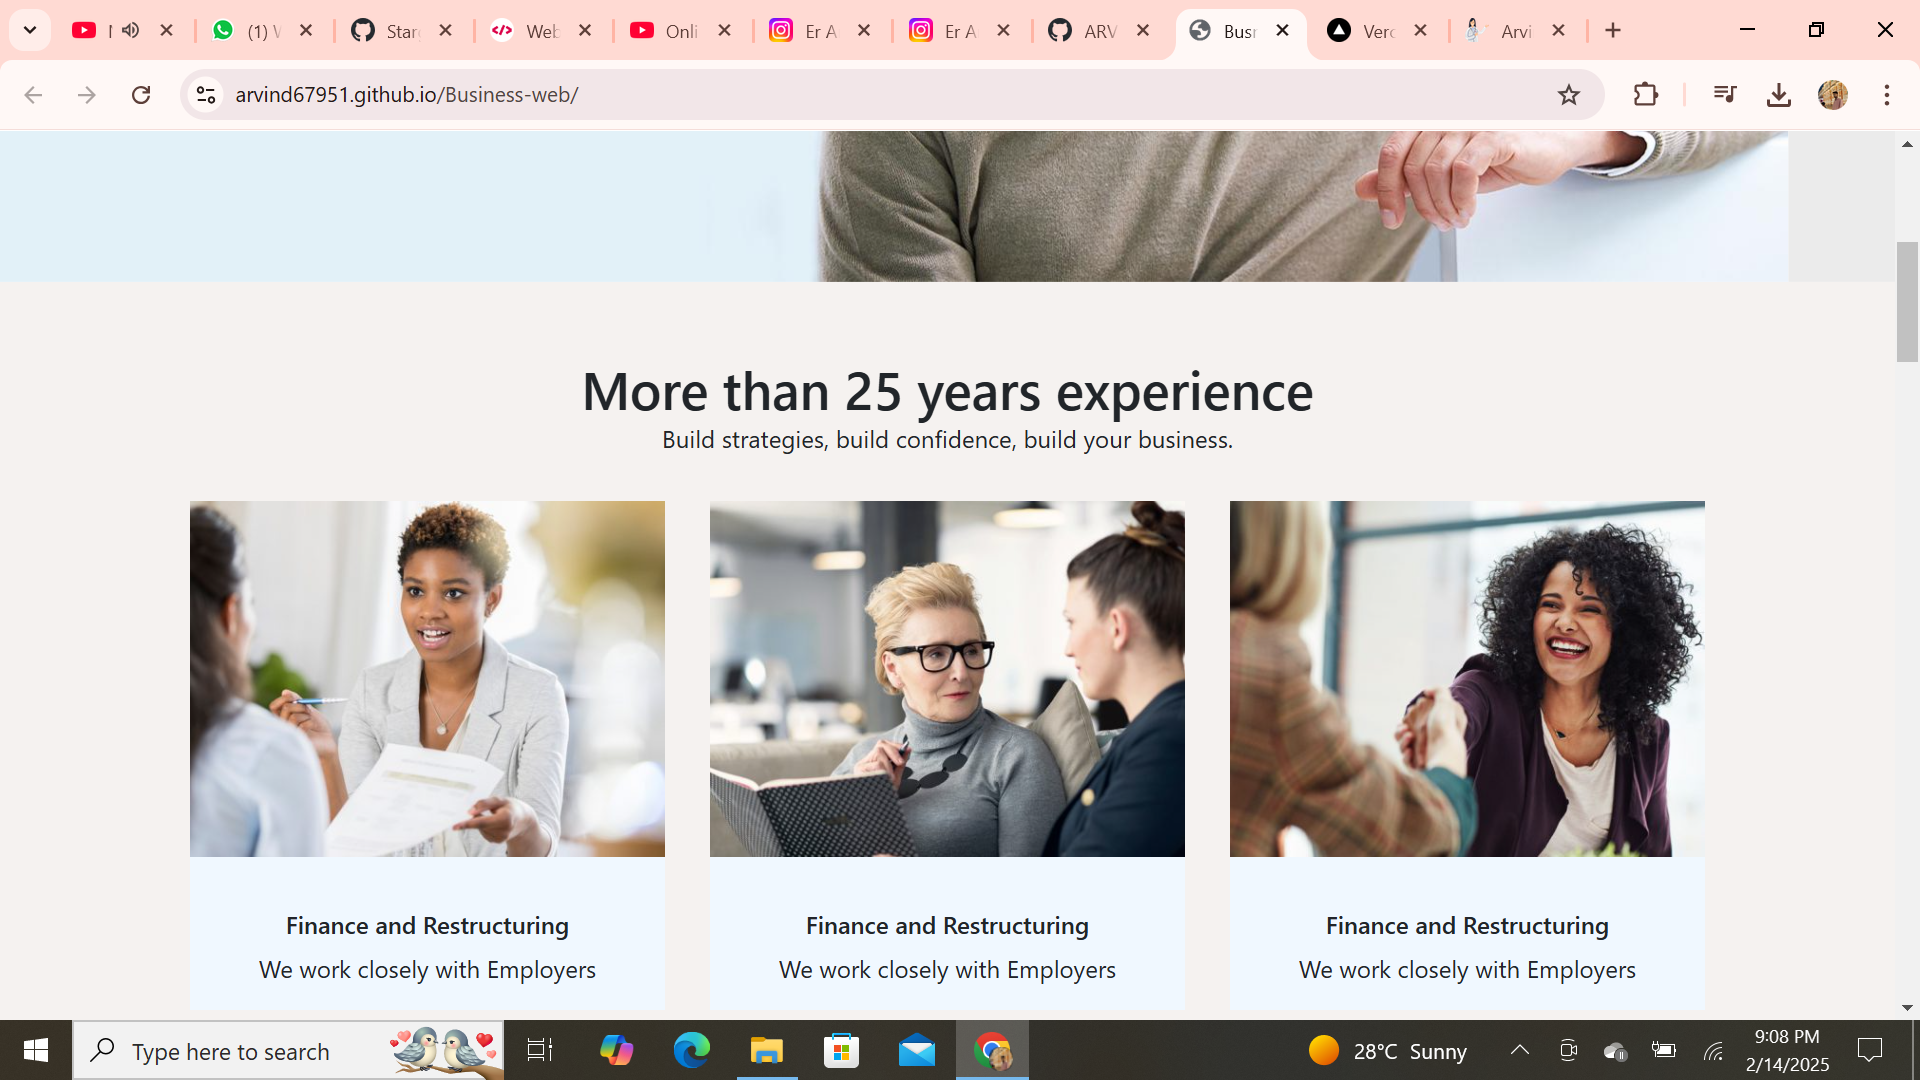 (1) W
Star
Web
Onli
Er A
Er A
ARV
Busi
Verc
Arvi
arvind67951.github.io/Business-web/
More than 25 years experience
Build strategies, build confidence, build your business.
Finance and Restructuring
We work closely with Employers
Finance and Restructuring
We work closely with Employers
Finance and Restructuring
We work closely with Employers
Type here to search
28°C Sunny
9:08 PM
2/14/2025